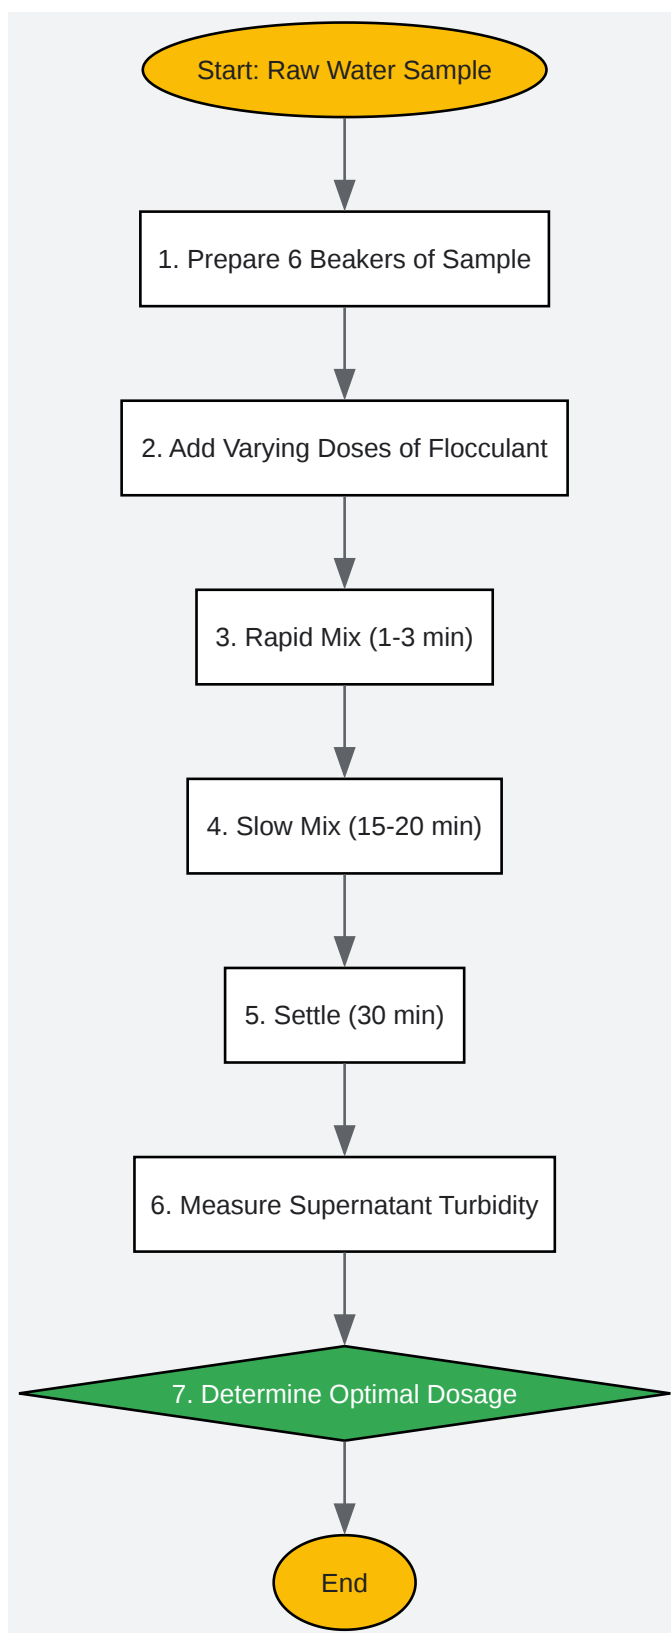 Start: Raw Water Sample
1. Prepare 6 Beakers of Sample
2. Add Varying Doses of Flocculant
3. Rapid Mix (1-3 min)
4. Slow Mix (15-20 min)
5. Settle (30 min)
6. Measure Supernatant Turbidity
7. Determine Optimal Dosage
End